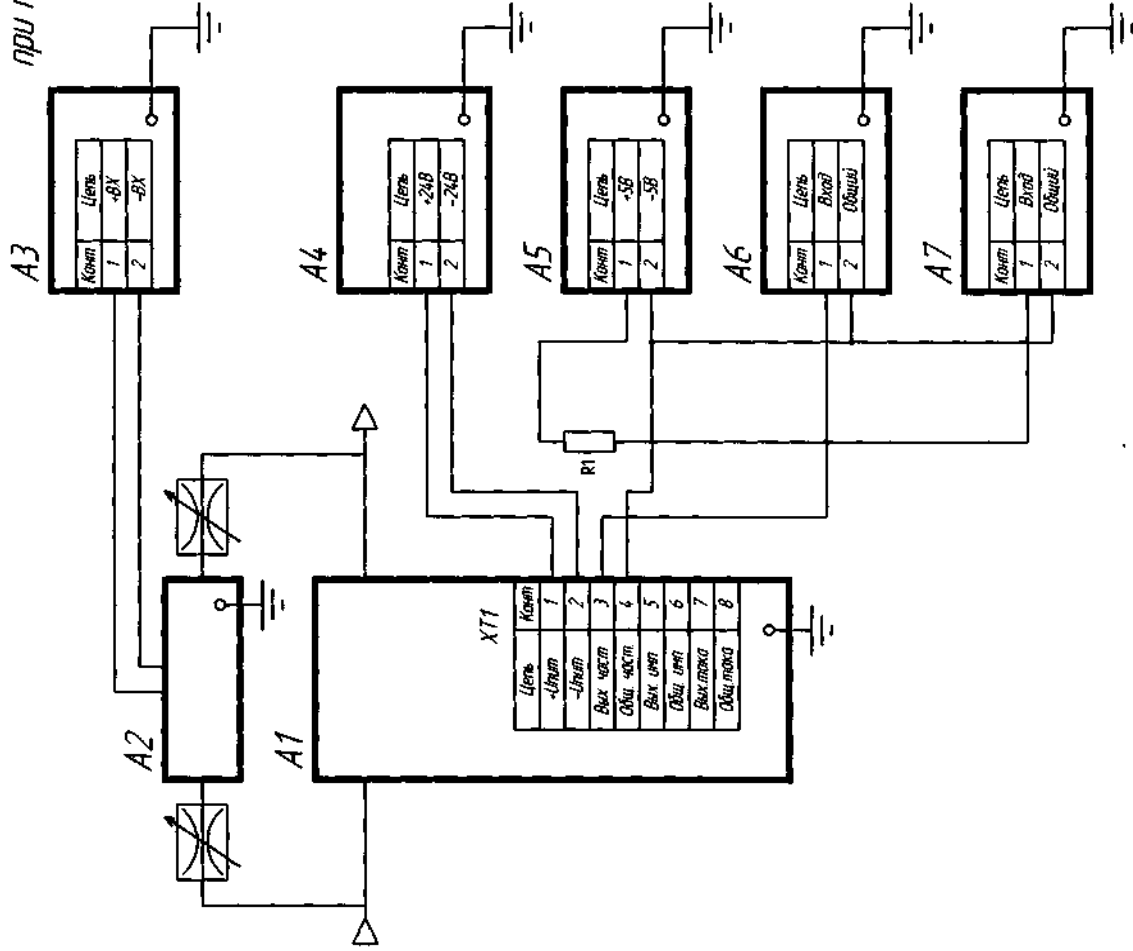 при
A3
Конт Цепь
1 +ВХ
2 -ВХ
A4
Конт Цепь
1 +24В
2 -24В
A5
Конт Цепь
1 +5В
2 -5В
A6
Конт Цепь
1 Вход
2 Общий
A7
Конт Цепь
1 Вход
2 Общий
R1
A2
A1
XT1
Цепь Конт
+Uпит 1
-Uпит 2
Вых. част 3
Общ. част. 4
Вых. имп 5
Общ. имп 6
Вых.тока 7
Общ.тока 8